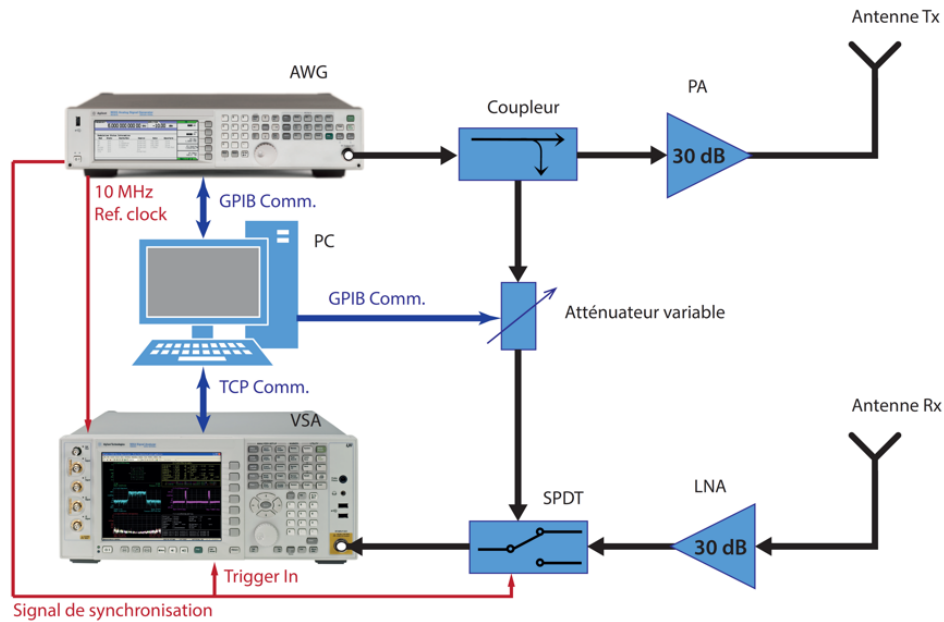 Antenne Tx
AWG
PA
Coupleur
30 dB
10 MHz
Ref. clock
GPIB Comm.
PC
GPIB Comm.
Atténuateur variable
TCP Comm.
VSA
Antenne Rx
SPDT
LNA
30 dB
Trigger In
Signal de synchronisation